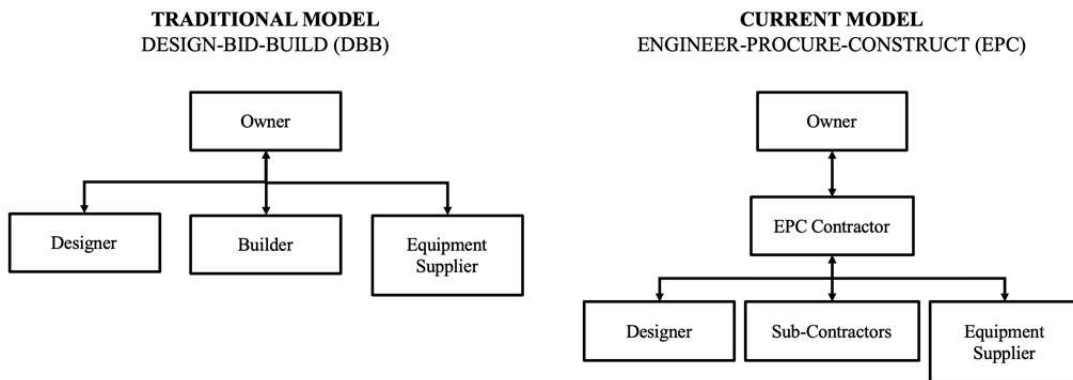 TRADITIONAL MODEL
DESIGN-BID-BUILD (DBB)
Owner
Designer
Builder
Equipment
Supplier
CURRENT MODEL
ENGINEER-PROCURE-CONSTRUCT (EPC)
Owner
EPC Contractor
Designer
Sub-Contractors
Equipment
Supplier